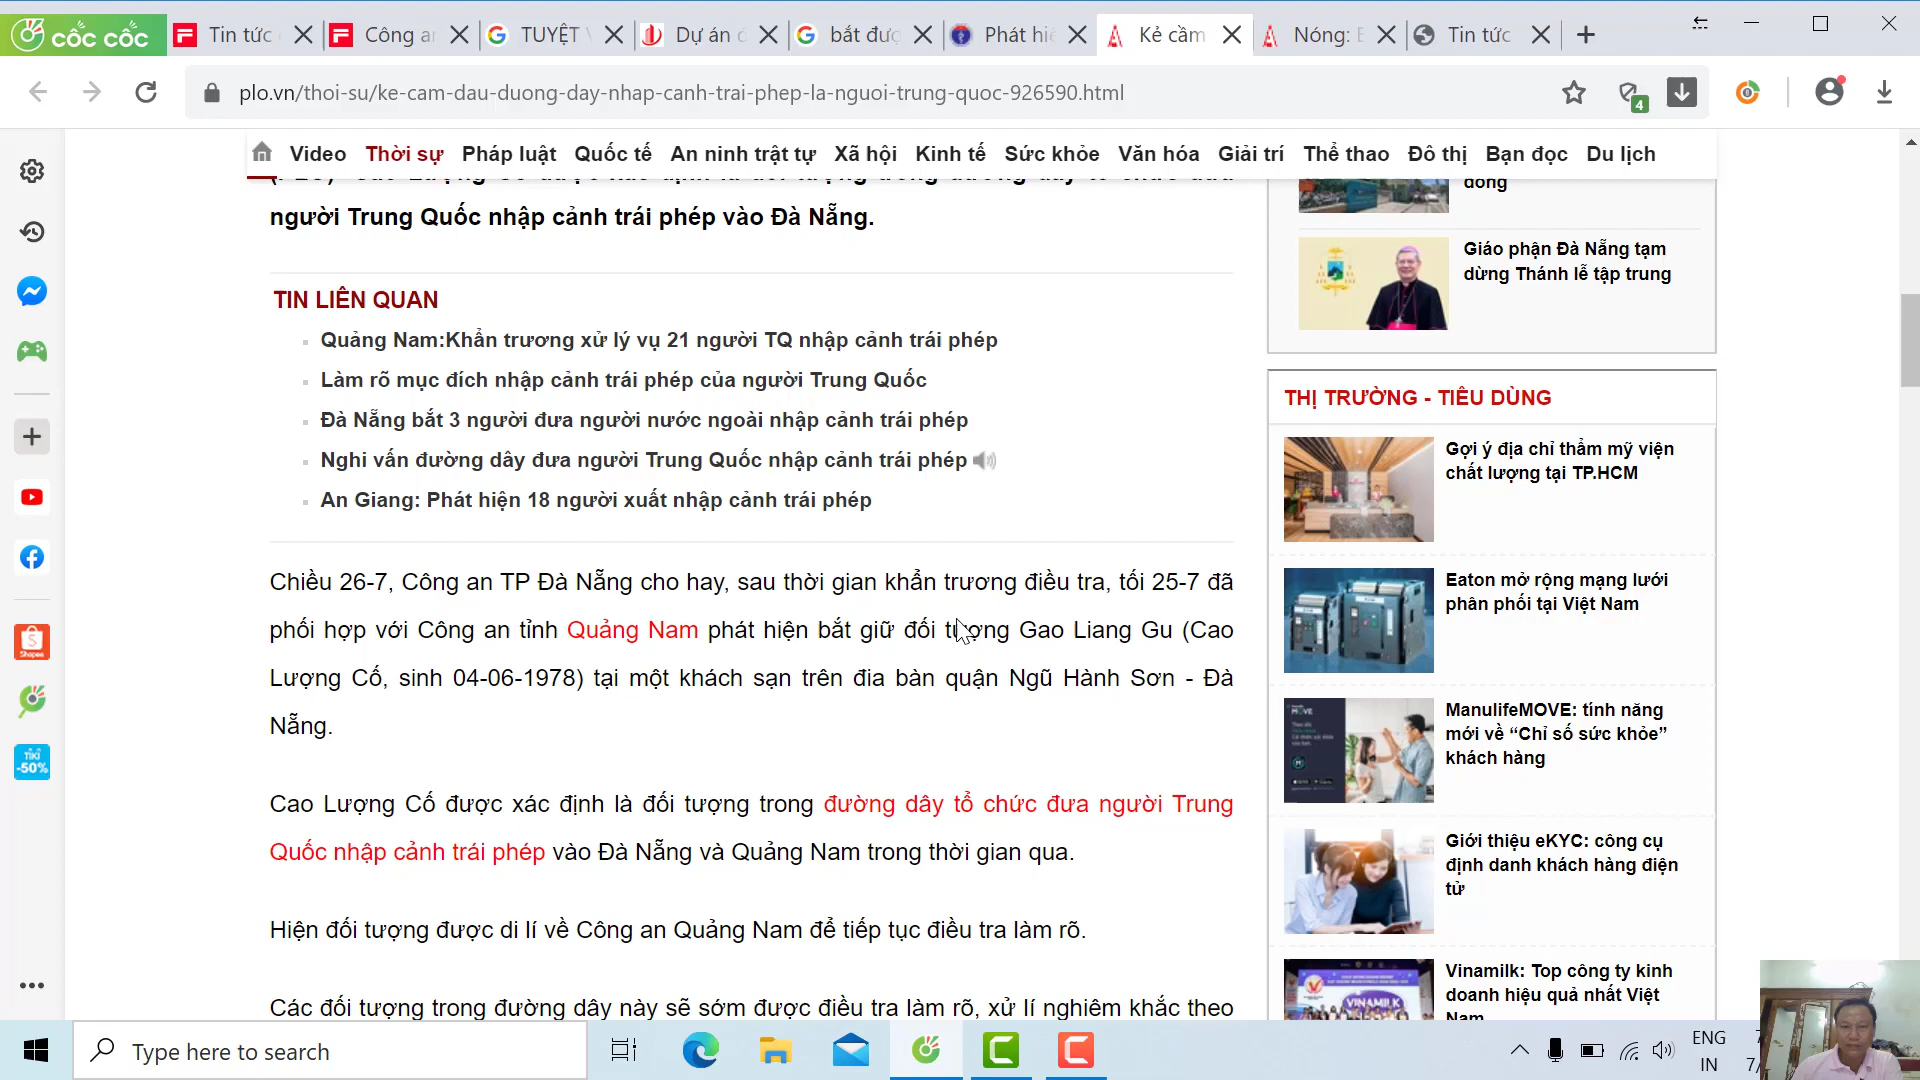 cốc cốc
Tin tức
Công a
TUYỆT
Dự án
bắt đượ
Phát hi
Kẻ cầm
Nóng:
Tin tức
plo.vn/thoi-su/ke-cam-dau-duong-day-nhap-canh-trai-phep-la-nguoi-trung-quoc-926590.html
4
Video Thời sự Pháp luật Quốc tế An ninh trật tự Xã hội Kinh tế Sức khỏe Văn hóa Giải trí Thể thao Đô thị Bạn đọc Du lịch
người Trung Quốc nhập cảnh trái phép vào Đà Nẵng.
TIN LIÊN QUAN
Quảng Nam:Khẩn trương xử lý vụ 21 người TQ nhập cảnh trái phép
Làm rõ mục đích nhập cảnh trái phép của người Trung Quốc
Đà Nẵng bắt 3 người đưa người nước ngoài nhập cảnh trái phép
Nghi vấn đường dây đưa người Trung Quốc nhập cảnh trái phép
An Giang: Phát hiện 18 người xuất nhập cảnh trái phép
Chiều 26-7, Công an TP Đà Nẵng cho hay, sau thời gian khẩn trương điều tra, tối 25-7 đã
phối hợp với Công an tỉnh Quảng Nam phát hiện bắt giữ đối tượng Gao Liang Gu (Cao
Lượng Cố, sinh 04-06-1978) tại một khách sạn trên đia bàn quận Ngũ Hành Sơn - Đà
Nẵng.
Cao Lượng Cố được xác định là đối tượng trong đường dây tổ chức đưa người Trung
Quốc nhập cảnh trái phép vào Đà Nẵng và Quảng Nam trong thời gian qua.
Hiện đối tượng được di lí về Công an Quảng Nam để tiếp tục điều tra làm rõ.
Các đối tượng trong đường dây này sẽ sớm được điều tra làm rõ, xử lí nghiêm khắc theo
đông
Giáo phận Đà Nẵng tạm
dừng Thánh lễ tập trung
THỊ TRƯỜNG - TIÊU DÙNG
Gợi ý địa chỉ thẩm mỹ viện
chất lượng tại TP.HCM
Eaton mở rộng mạng lưới
phân phối tại Việt Nam
ManulifeMOVE: tính năng
mới về “Chỉ số sức khỏe”
khách hàng
Giới thiệu eKYC: công cụ
định danh khách hàng điện
tử
Vinamilk: Top công ty kinh
doanh hiệu quả nhất Việt
Nam
VINAMILK
MOVE
Shopee
TIKI
-50%
Type here to search
ENG
IN
7/